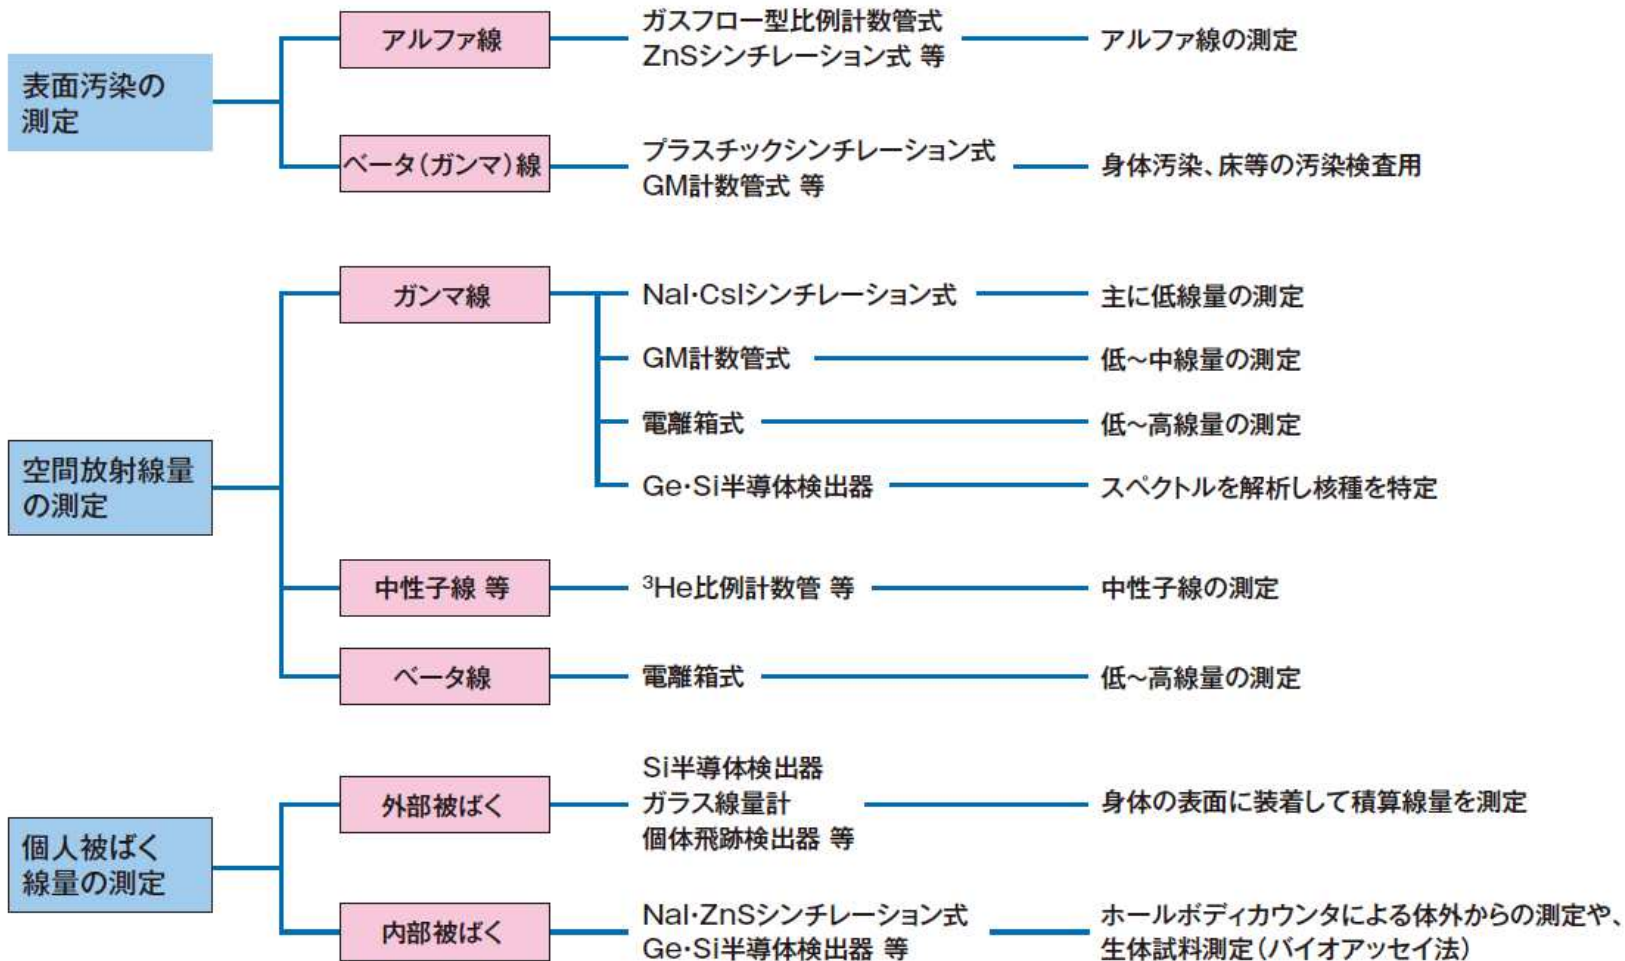 表面汚染の
測定
アルファ線
ガスフロー型比例計数管式
ZnSシンチレーション式 等
アルファ線の測定
ベータ(ガンマ)線
プラスチックシンチレーション式
GM計数管式 等
身体汚染、床等の汚染検査用
空間放射線量
の測定
ガンマ線
NaI・CsIシンチレーション式
主に低線量の測定
GM計数管式
低～中線量の測定
電離箱式
低～高線量の測定
Ge・Si半導体検出器
スペクトルを解析し核種を特定
中性子線 等
³He比例計数管 等
中性子線の測定
ベータ線
電離箱式
低～高線量の測定
個人被ばく
線量の測定
外部被ばく
Si半導体検出器
ガラス線量計
個体飛跡検出器 等
身体の表面に装着して積算線量を測定
内部被ばく
NaI・ZnSシンチレーション式
Ge・Si半導体検出器 等
ホールボディカウンタによる体外からの測定や、
生体試料測定(バイオアッセイ法)